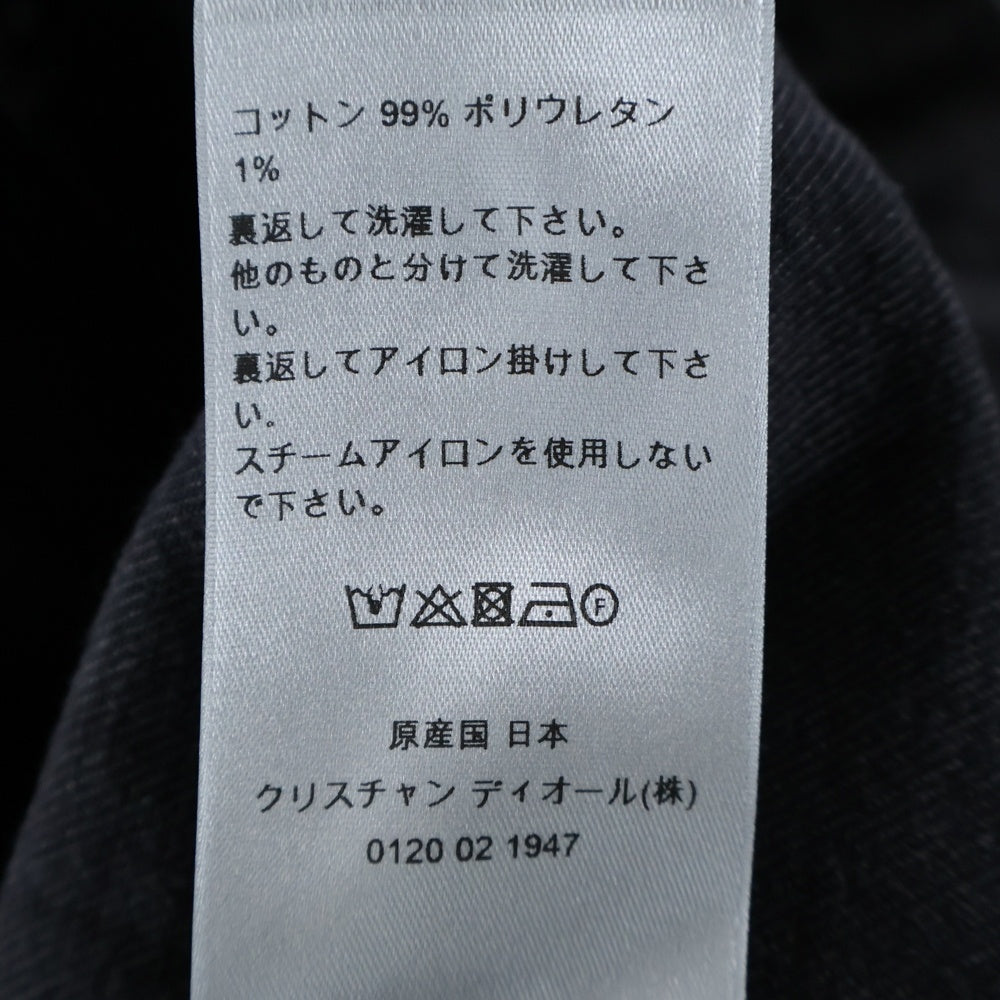 コットン 99% ポリウレタン
1%
裏返して洗濯して下さい。
他のものと分けて洗濯して下さ
い。
裏返してアイロン掛けして下さ
い。
スチームアイロンを使用しない
で下さい。
F
原産国 日本
クリスチャン ディオール(株)
0120 02 1947